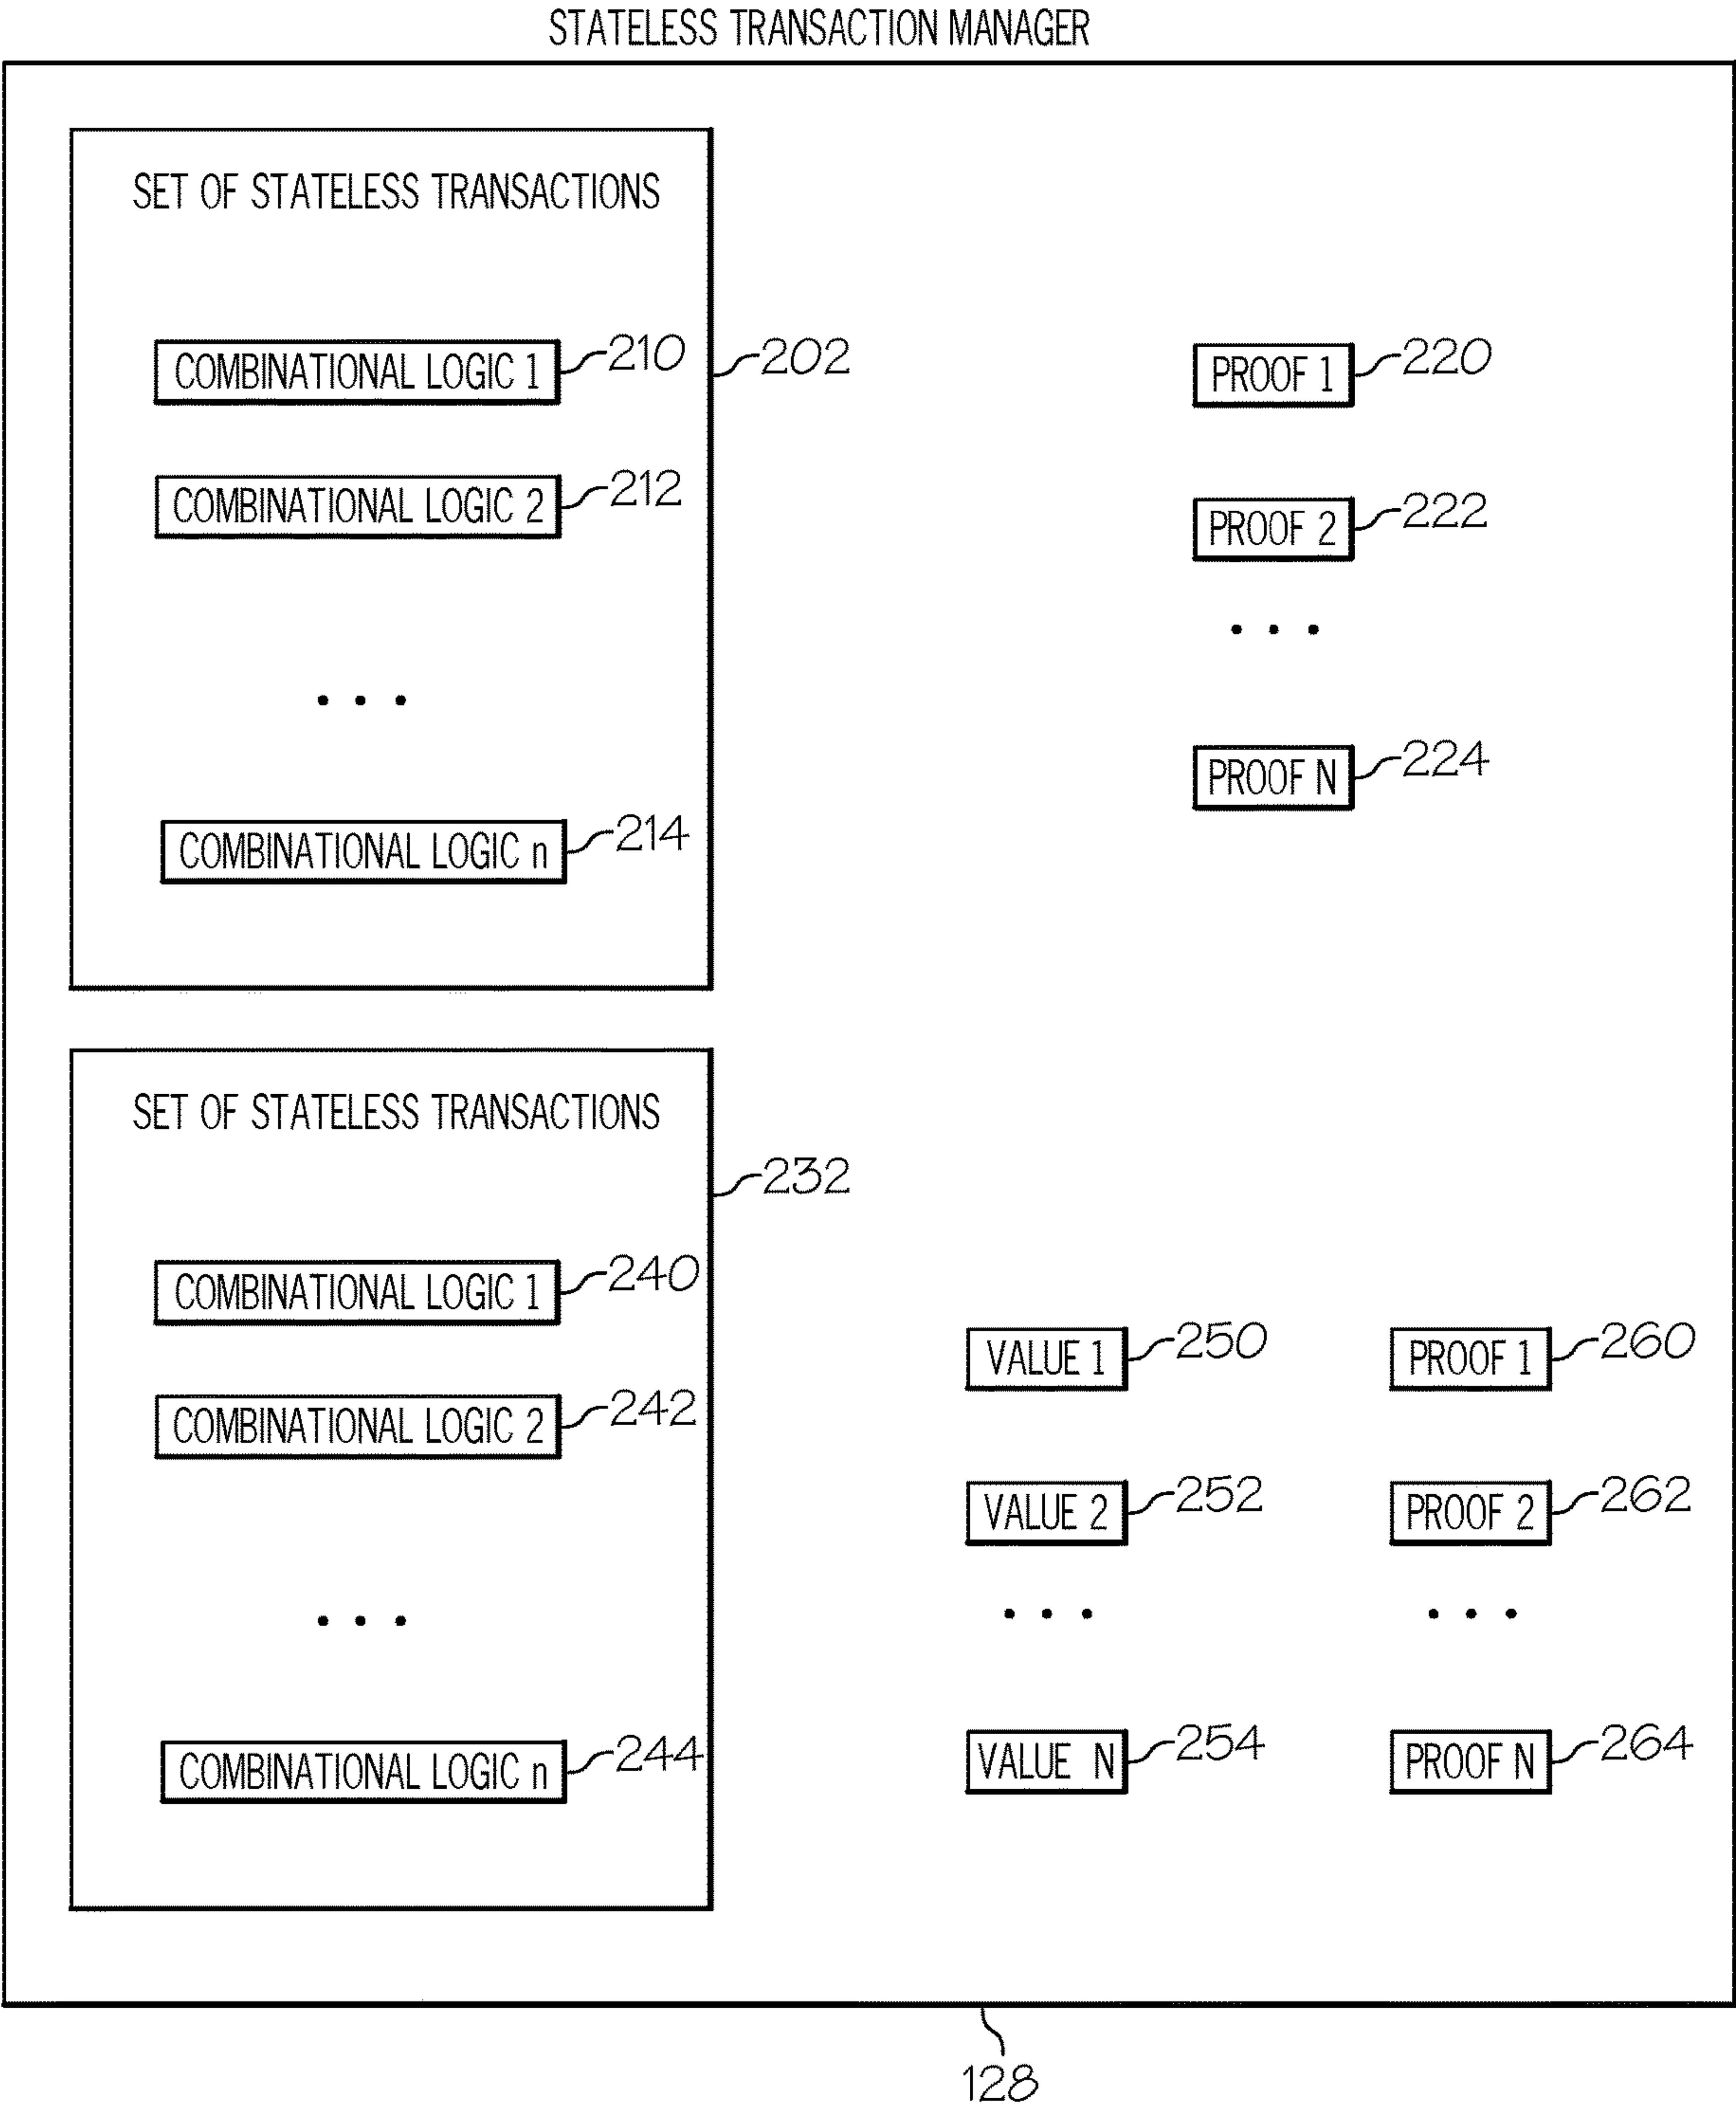 STATELESS TRANSACTION MANAGER
SET OF STATELESS TRANSACTIONS
COMBINATIONAL LOGIC 1
210
202
PROOF 1
220
COMBINATIONAL LOGIC 2
212
PROOF 2
222
. . .
. . .
PROOF N
224
COMBINATIONAL LOGIC n
214
SET OF STATELESS TRANSACTIONS
232
COMBINATIONAL LOGIC 1
240
VALUE 1
250
PROOF 1
260
COMBINATIONAL LOGIC 2
242
VALUE 2
252
PROOF 2
262
. . .
. . .
. . .
COMBINATIONAL LOGIC n
244
VALUE N
254
PROOF N
264
128